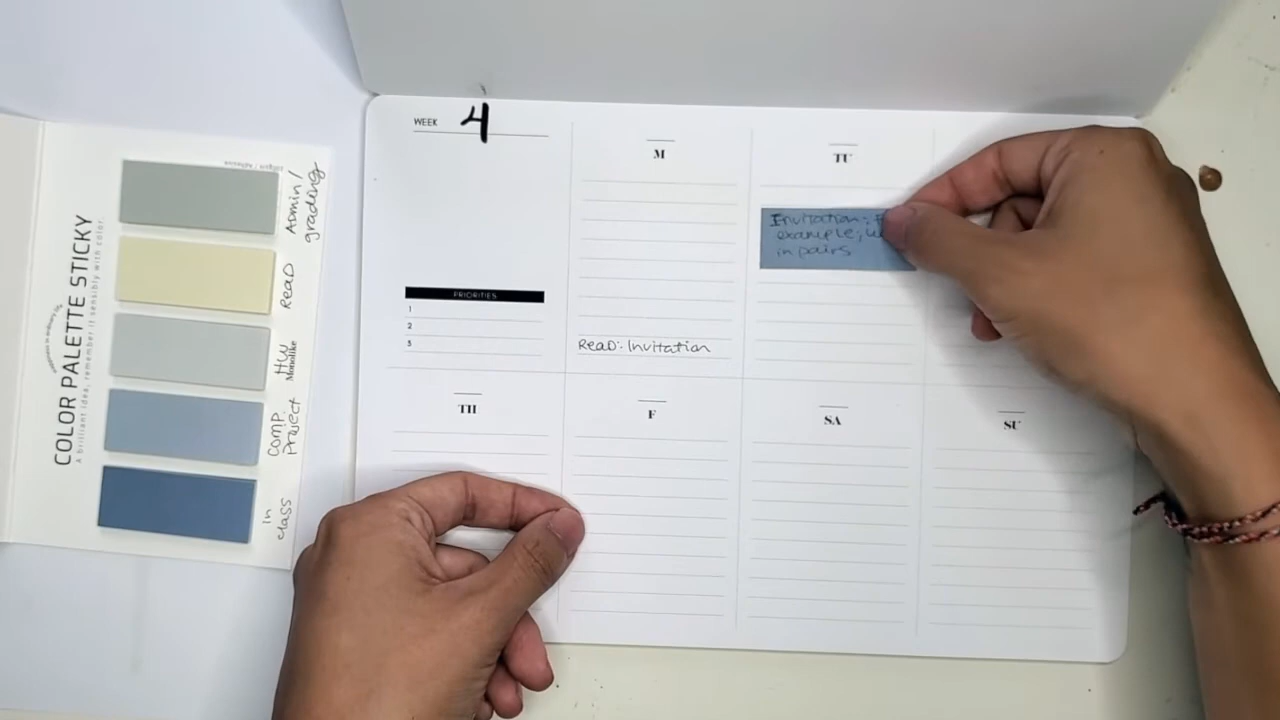 COLOR PALETTE STICKY
A brilliant idea, remember it sensibly with color.
Admin/
grading
Read
HW
Monolike
Comp.
Project
in
class
WEEK 4
M
TU
PRIORITIES
1
2
3
Read: Invitation
Invitation:
example;
in pairs
TH
F
SA
SU